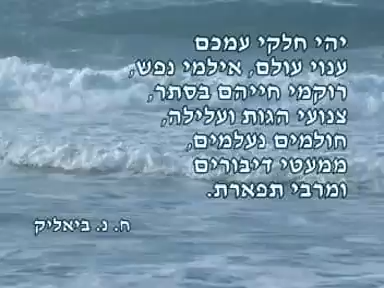 יהי חלקי עמכם
ענוי עולם, אילמי נפש,
רוקמי חייהם בסתר,
צנועי הגות ועלילה,
חולמים נעלמים,
ממעטי דיבורים
ומרבי תפארת.
ח. נ. ביאליק